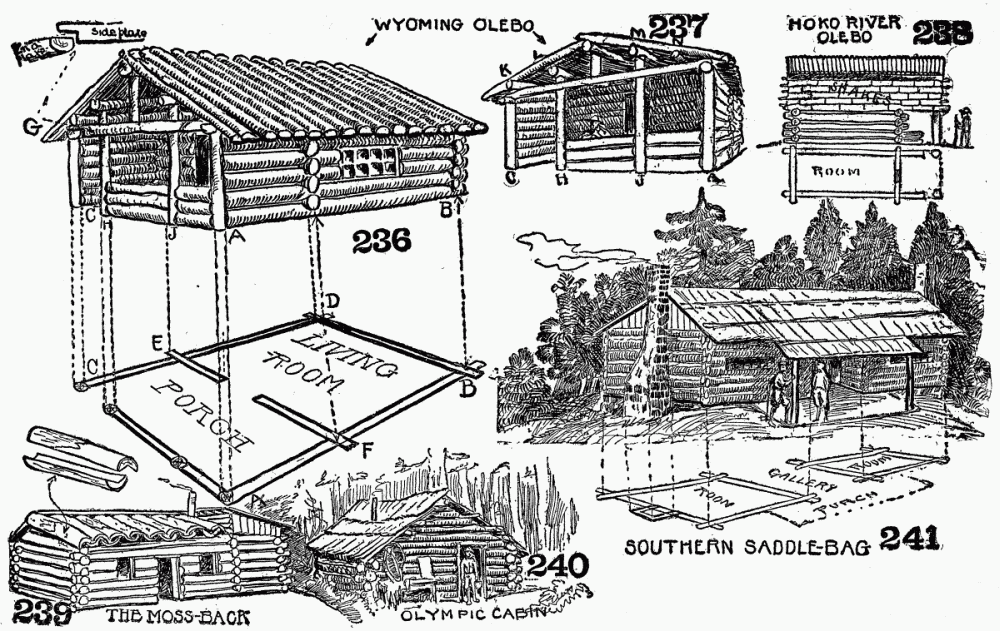 side plate
WYOMING OLEBO
237
HOKO RIVER
OLEBO
238
K
L
M
N
G
SHAKES
ROOM
G
H
J
C
H
J
A
B
236
D
E
C
LIVING
ROOM
B
PORCH
F
A
ROOM
GALLERY
ROOM
PORCH
SOUTHERN SADDLE-BAG 241
240
239
THE MOSS-BACK
OLYMPIC CABIN